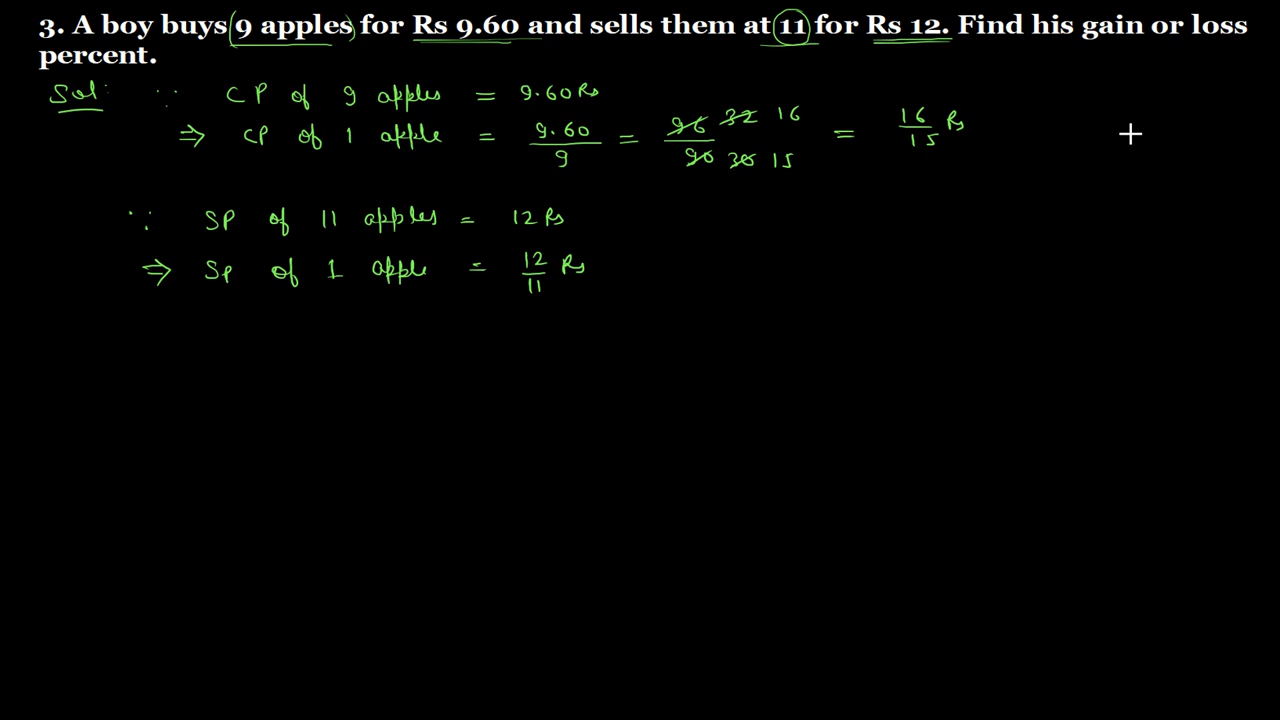 3. A boy buys 9 apples for Rs 9.60 and sells them at 11 for Rs 12. Find his gain or loss
percent.
Sol: ∵ CP of 9 apples = 9.60 Rs
⇒ CP of 1 apple = 9.60/9 = 96/90 32/30 16/15 = 16/15 Rs
∵ SP of 11 apples = 12 Rs
⇒ SP of 1 apple = 12/11 Rs